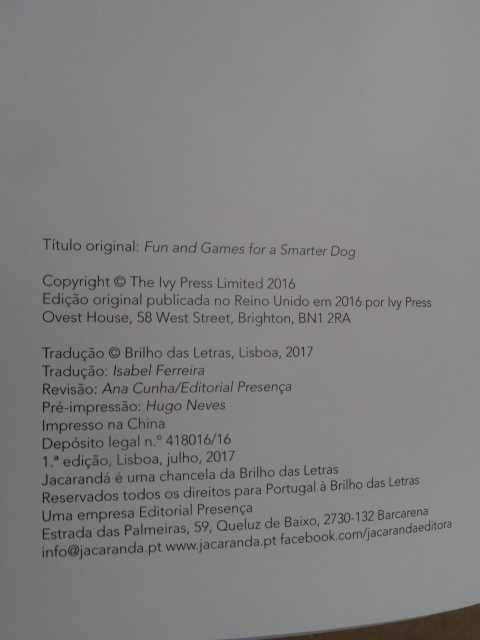 Título original: Fun and Games for a Smarter Dog
Copyright © The Ivy Press Limited 2016
Edição original publicada no Reino Unido em 2016 por Ivy Press
Ovest House, 58 West Street, Brighton, BN1 2RA
Tradução © Brilho das Letras, Lisboa, 2017
Tradução: Isabel Ferreira
Revisão: Ana Cunha/Editorial Presença
Pré-impressão: Hugo Neves
Impresso na China
Depósito legal n.º 418016/16
1.ª edição, Lisboa, julho, 2017
Jacarandá é uma chancela da Brilho das Letras
Reservados todos os direitos para Portugal à Brilho das Letras
Uma empresa Editorial Presença
Estrada das Palmeiras, 59, Queluz de Baixo, 2730-132 Barcarena
info@jacaranda.pt www.jacaranda.pt facebook.com/jacarandaeditora